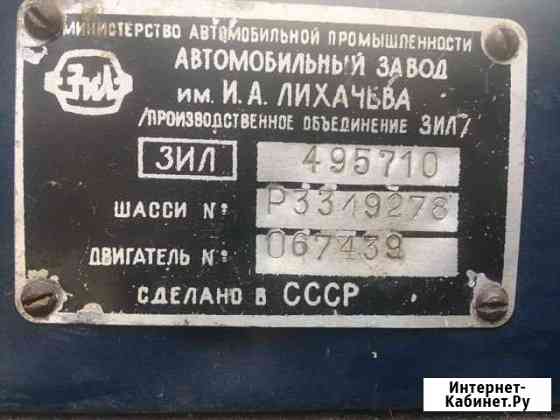 МИНИСТЕРСТВО АВТОМОБИЛЬНОЙ ПРОМЫШЛЕННОСТИ
ЗИЛ
АВТОМОБИЛЬНЫЙ ЗАВОД
ИМ. И.А. ЛИХАЧЕВА
/ПРОИЗВОДСТВЕННОЕ ОБЪЕДИНЕНИЕ ЗИЛ/
ЗИЛ 495710
ШАССИ № Р3349278
ДВИГАТЕЛЬ № 067439
СДЕЛАНО В СССР
Интернет-
Кабинет.Ру